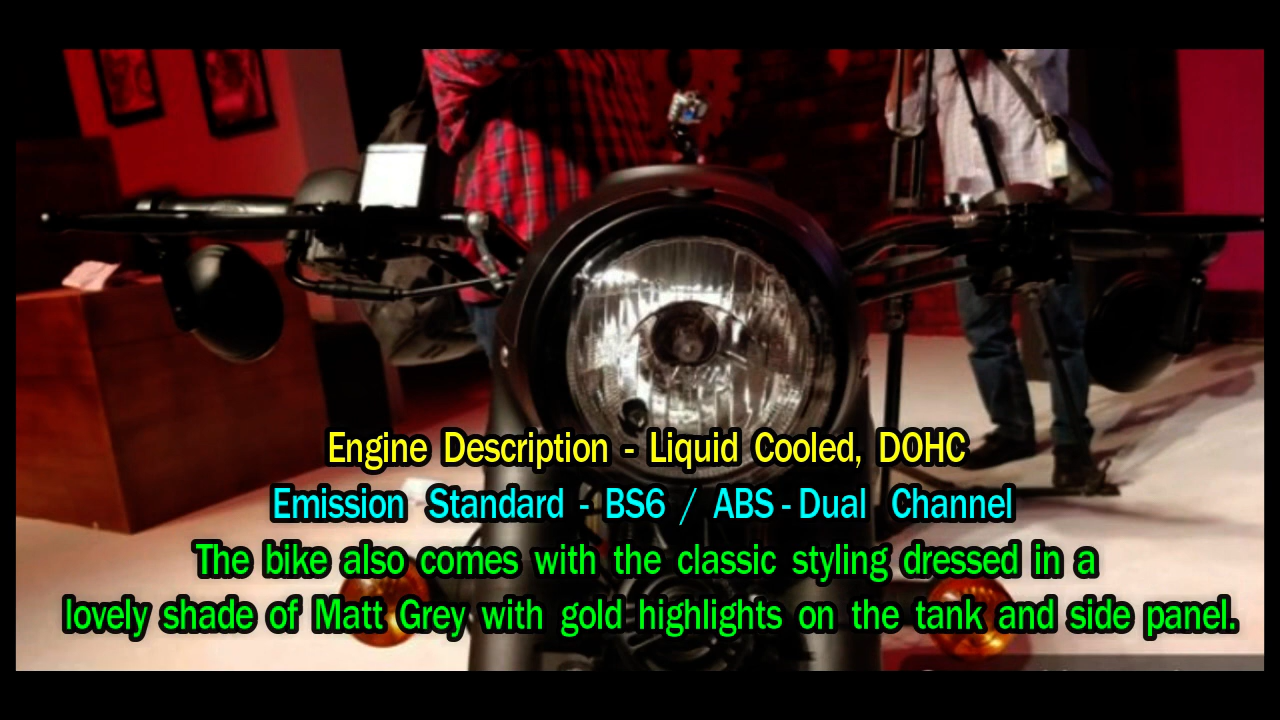 Engine Description - Liquid Cooled, DOHC
Emission Standard - BS6 / ABS - Dual Channel
The bike also comes with the classic styling dressed in a
lovely shade of Matt Grey with gold highlights on the tank and side panel.